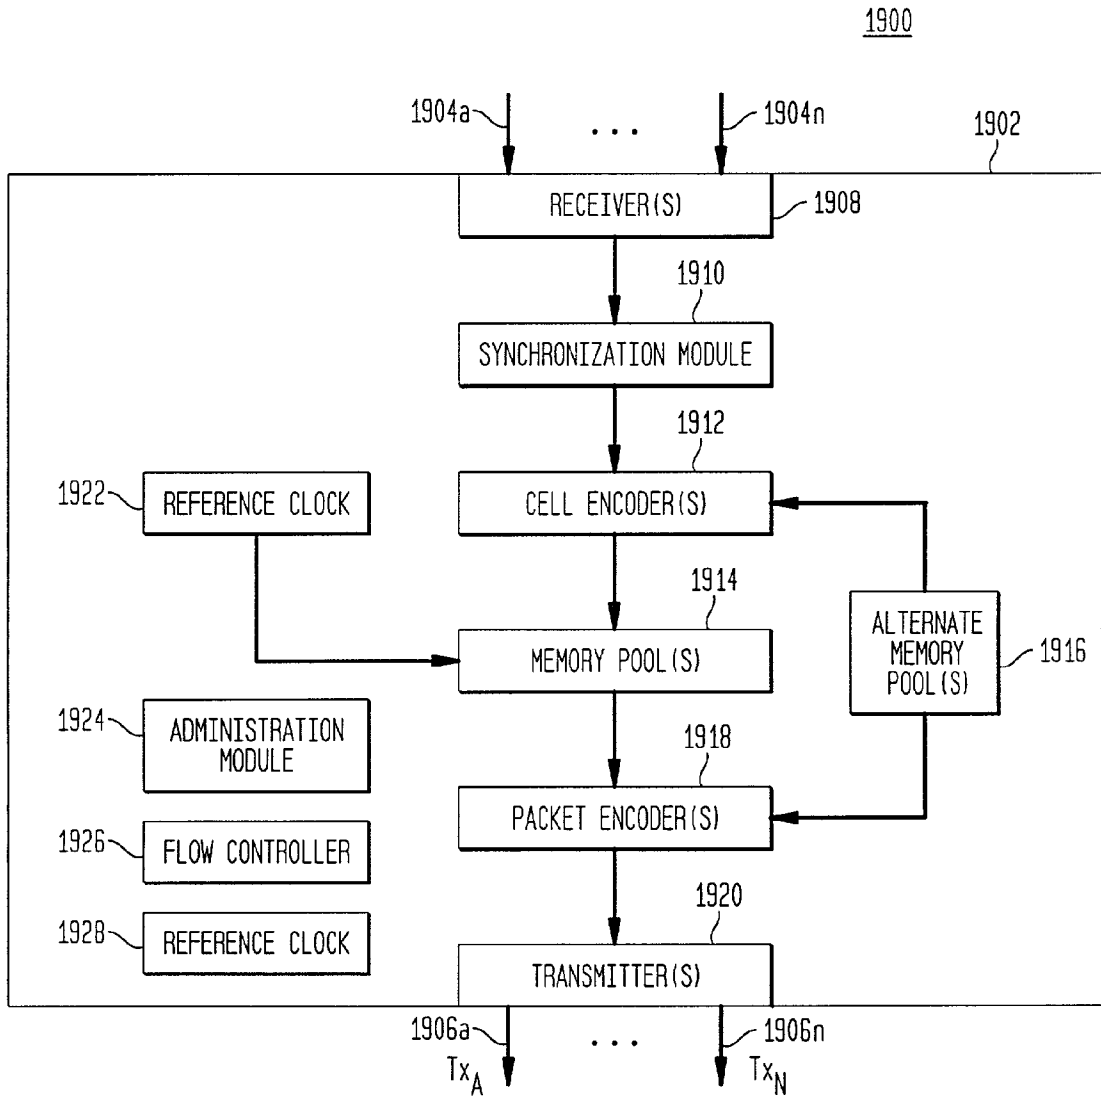 1900
1904a
...
1904n
1902
RECEIVER(S)
1908
1910
SYNCHRONIZATION MODULE
1912
1922
REFERENCE CLOCK
CELL ENCODER(S)
1914
MEMORY POOL(S)
ALTERNATE
MEMORY
POOL(S)
1916
1924
ADMINISTRATION
MODULE
1918
PACKET ENCODER(S)
1926
FLOW CONTROLLER
1920
1928
REFERENCE CLOCK
TRANSMITTER(S)
1906a
...
1906n
TxA
TxN